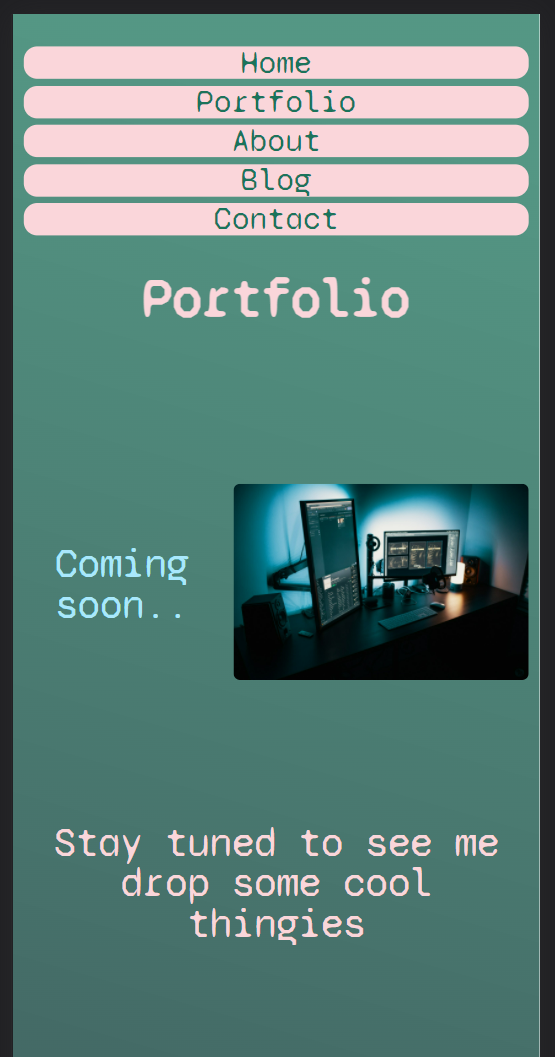 Home
Portfolio
About
Blog
Contact
Portfolio
Coming
soon..
Stay tuned to see me
drop some cool
thingies